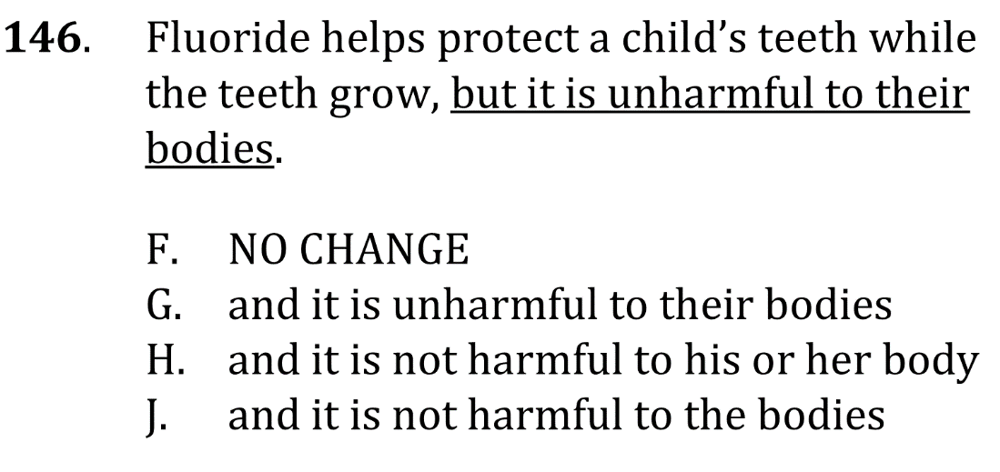 146. Fluoride helps protect a child’s teeth while
the teeth grow, but it is unharmful to their
bodies.
F. NO CHANGE
G. and it is unharmful to their bodies
H. and it is not harmful to his or her body
J. and it is not harmful to the bodies